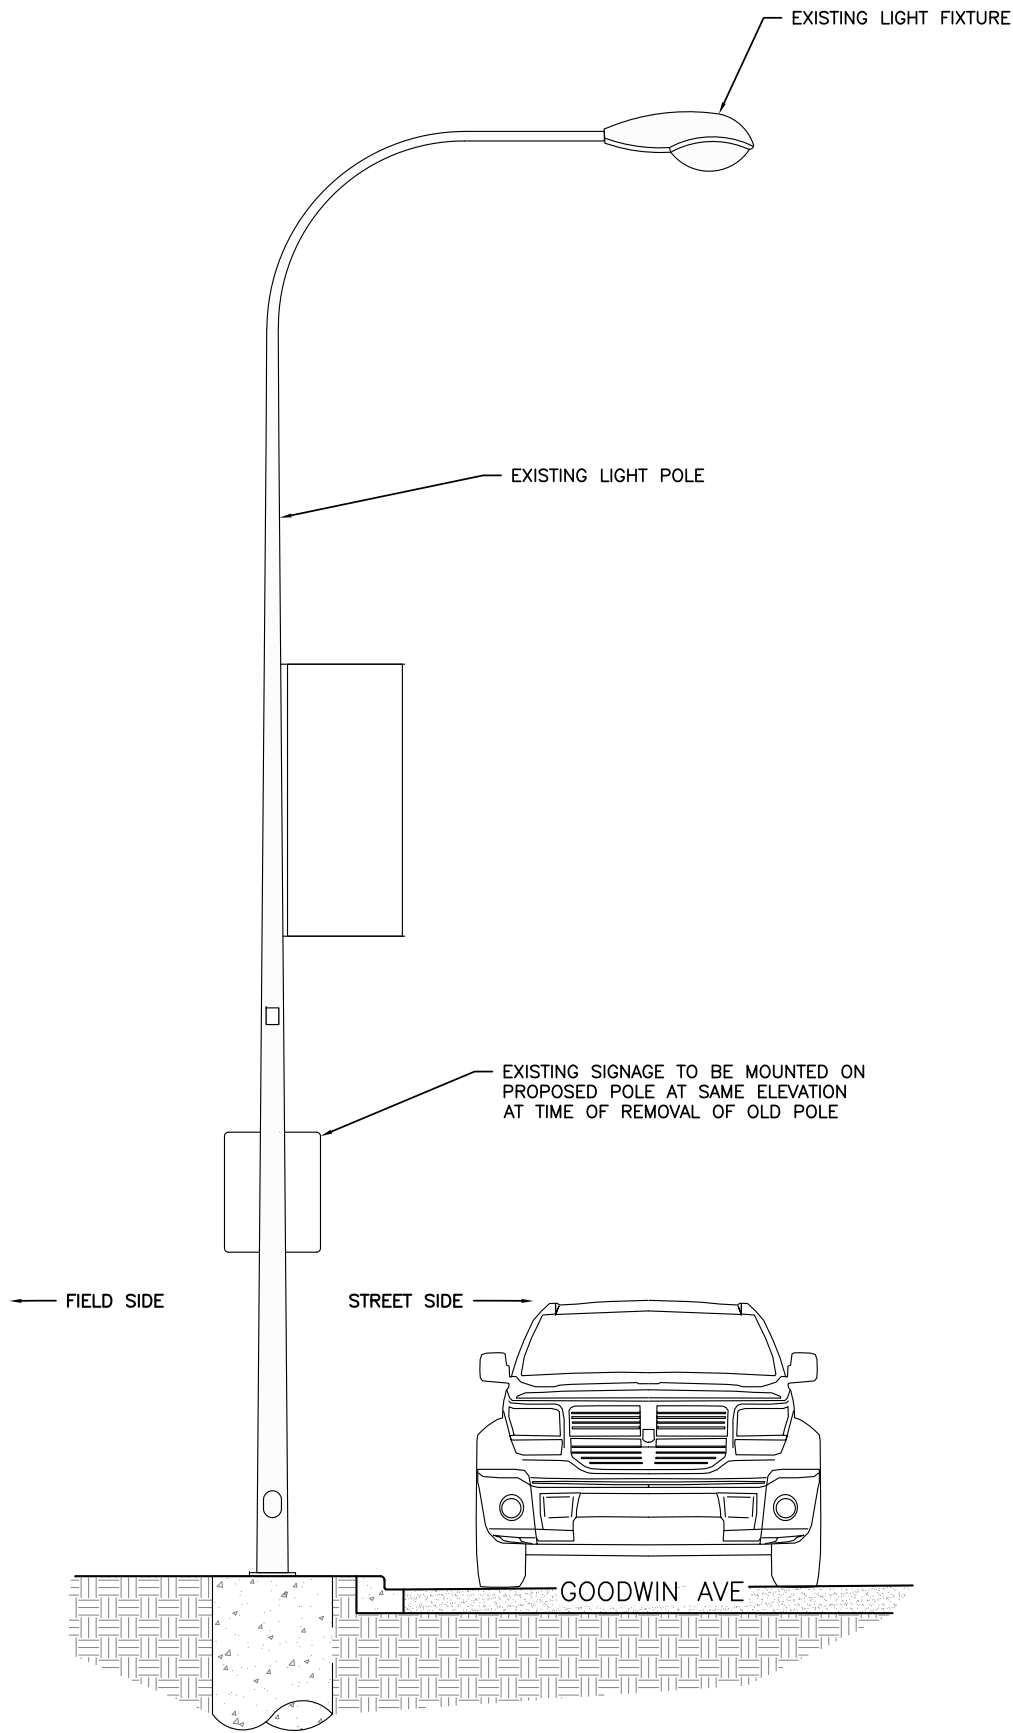 EXISTING LIGHT FIXTURE
EXISTING LIGHT POLE
EXISTING SIGNAGE TO BE MOUNTED ON
PROPOSED POLE AT SAME ELEVATION
AT TIME OF REMOVAL OF OLD POLE
FIELD SIDE
STREET SIDE
GOODWIN AVE